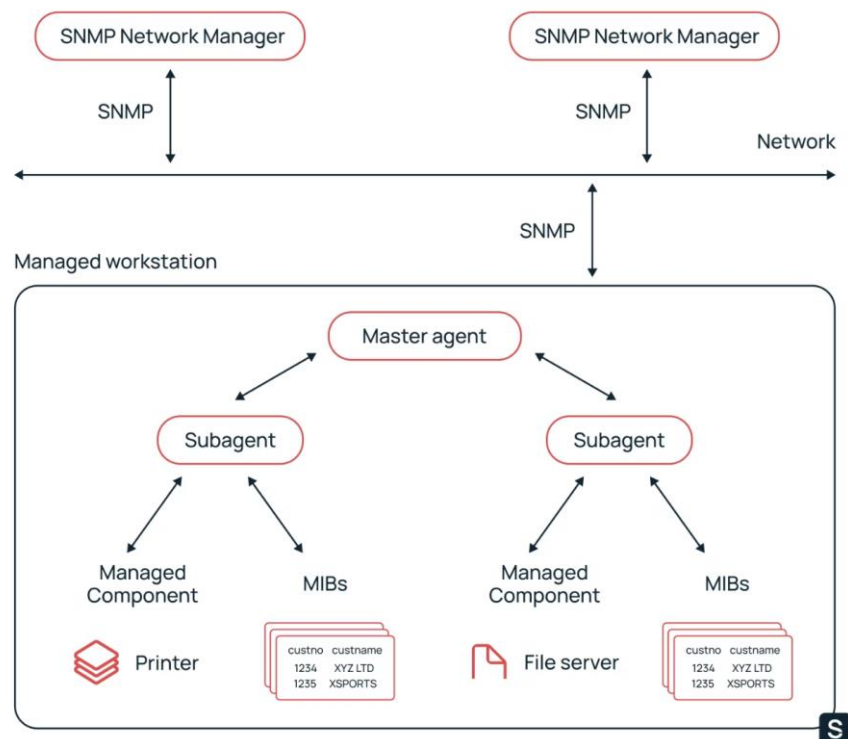 SNMP Network Manager
SNMP Network Manager
SNMP
SNMP
Network
SNMP
Managed workstation
Master agent
Subagent
Subagent
Managed
Component
MIBs
Managed
Component
MIBs
Printer
custno custname
1234 XYZ LTD
1235 XSPORTS
File server
custno custname
1234 XYZ LTD
1235 XSPORTS
S